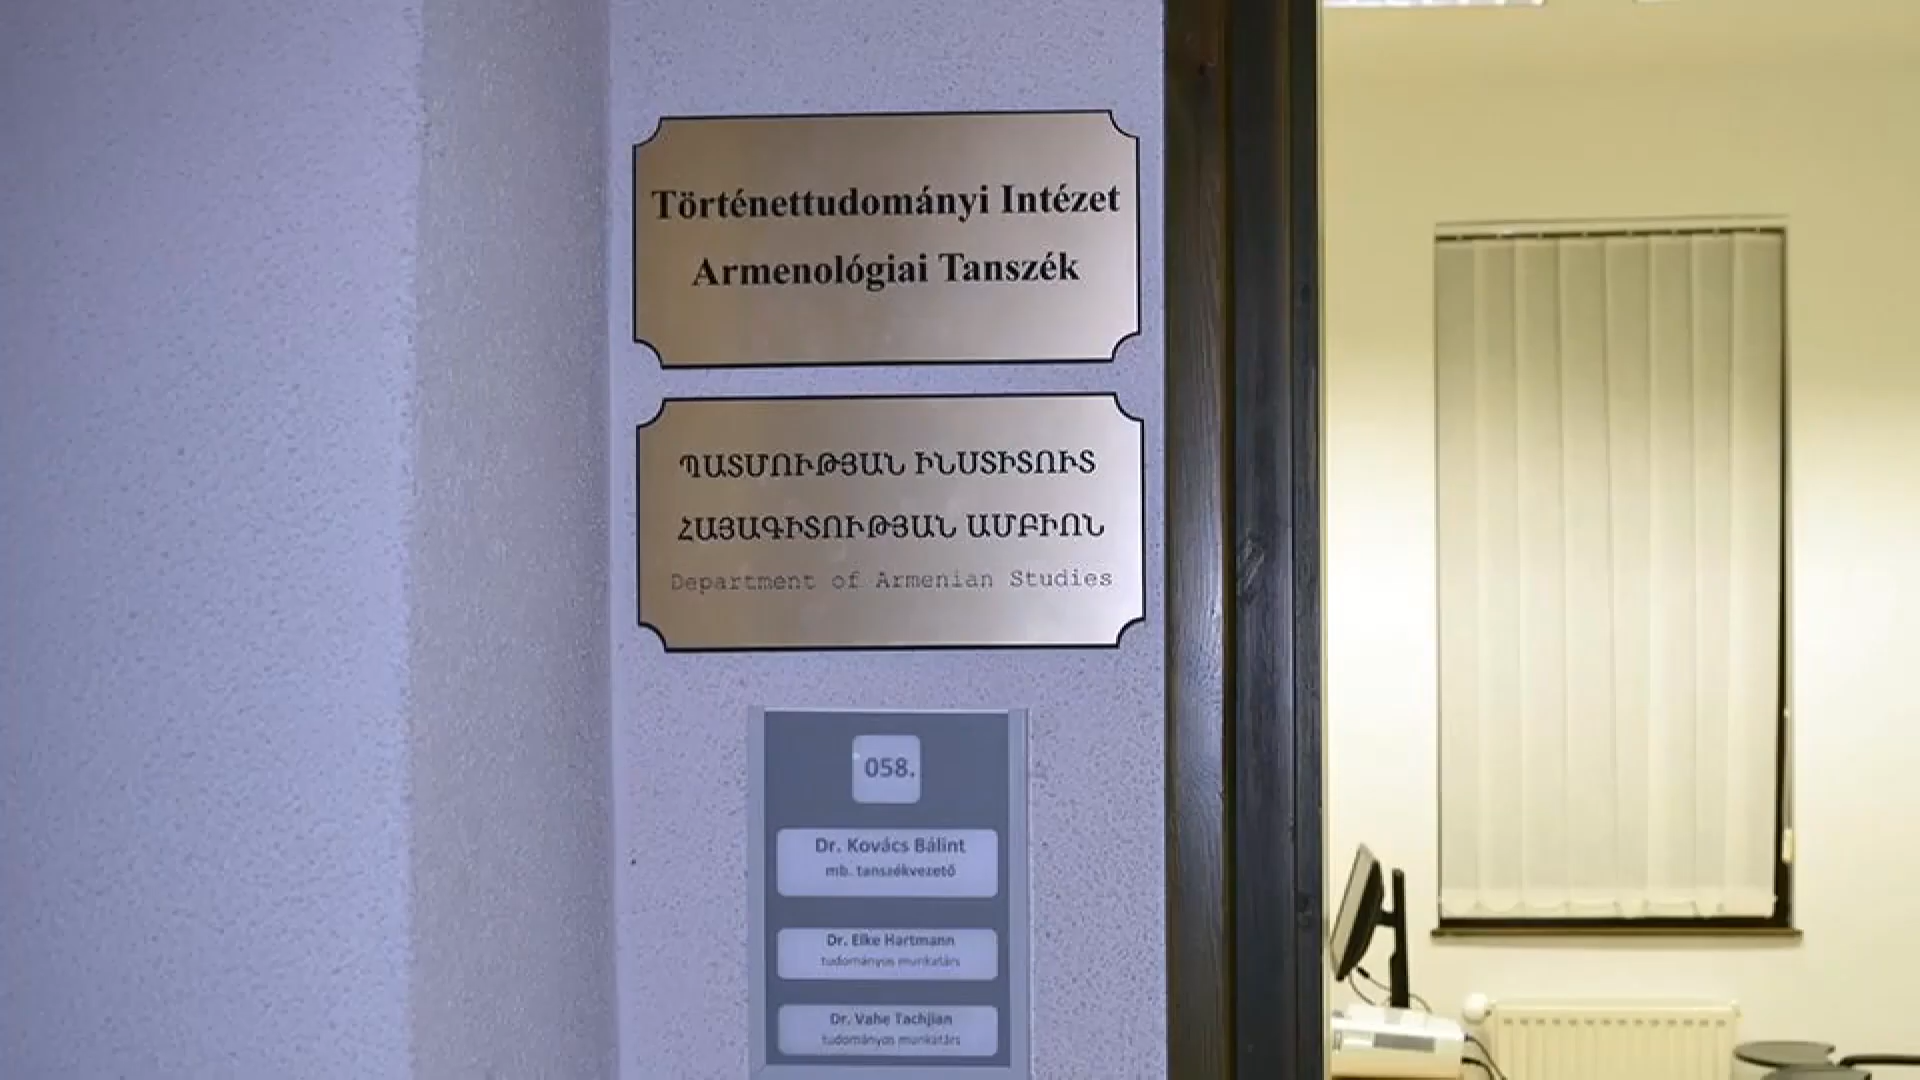 Történettudományi Intézet
Armenológiai Tanszék
ՊԱՏՄՈՒԹՅԱՆ ԻՆՍՏԻՏՈՒՏ
ՀԱՅԱԳԻՏՈՒԹՅԱՆ ԱՄԲԻՈՆ
Department of Armenian Studies
058.
Dr. Kovács Bálint
mb. tanszékvezető
Dr. Elke Hartmann
tudományos munkatárs
Dr. Vahe Tachjian
tudományos munkatárs